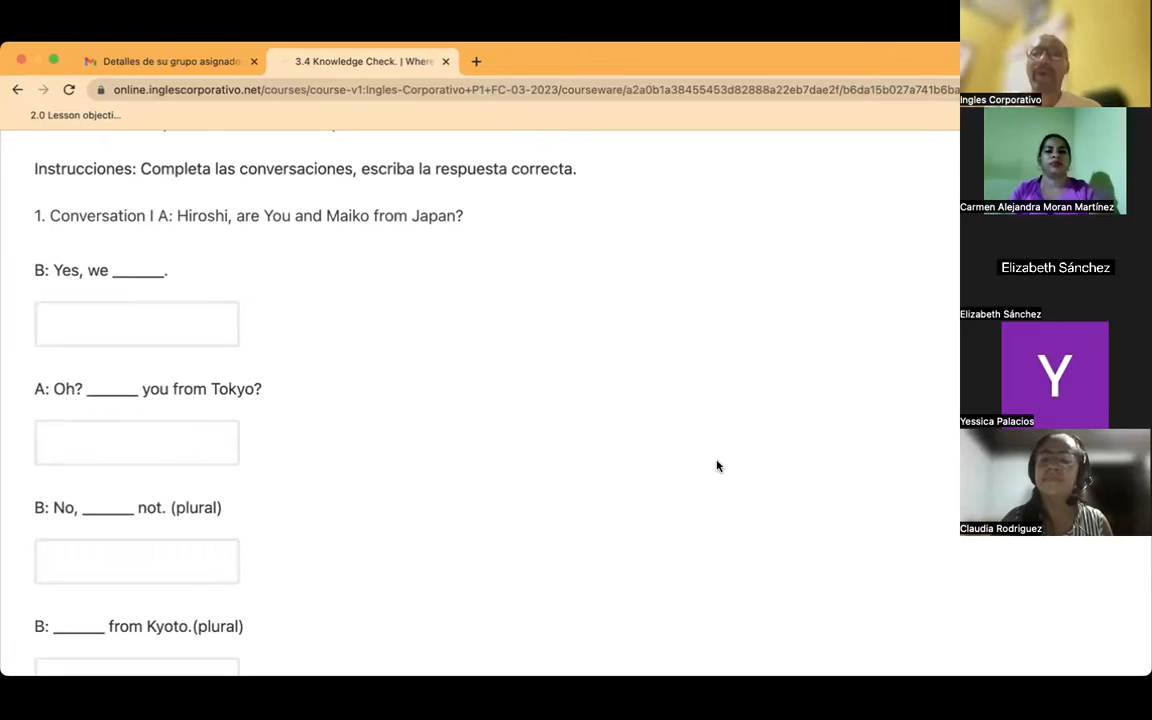 Detalles de su grupo asignado
3.4 Knowledge Check. | Where
online.inglescorporativo.net/courses/course-v1:Ingles-Corporativo+P1+FC-03-2023/courseware/a2a0b1a38455453d82888a22eb7dae2f/b6da15b027a741b6ba
2.0 Lesson objecti...
Instrucciones: Completa las conversaciones, escriba la respuesta correcta.
1. Conversation I A: Hiroshi, are You and Maiko from Japan?
B: Yes, we ______.
A: Oh? ______ you from Tokyo?
B: No, ______ not. (plural)
B: ______ from Kyoto.(plural)
Ingles Corporativo
Carmen Alejandra Moran Martínez
Elizabeth Sánchez
Elizabeth Sánchez
Y
Yessica Palacios
Claudia Rodriguez